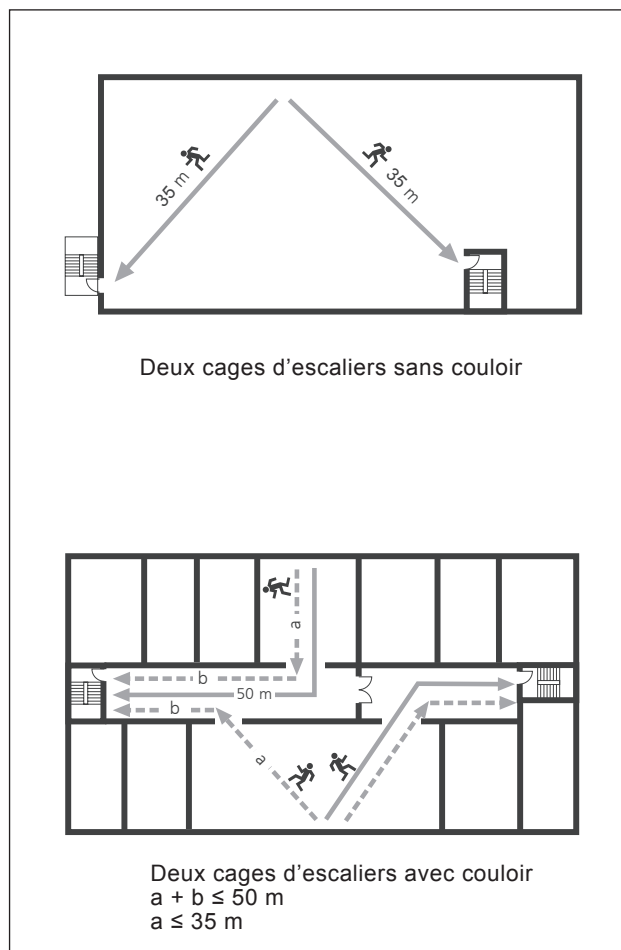 35 m
35 m
Deux cages d’escaliers sans couloir
a
b
50 m
b
a
Deux cages d’escaliers avec couloir
a + b ≤ 50 m
a ≤ 35 m